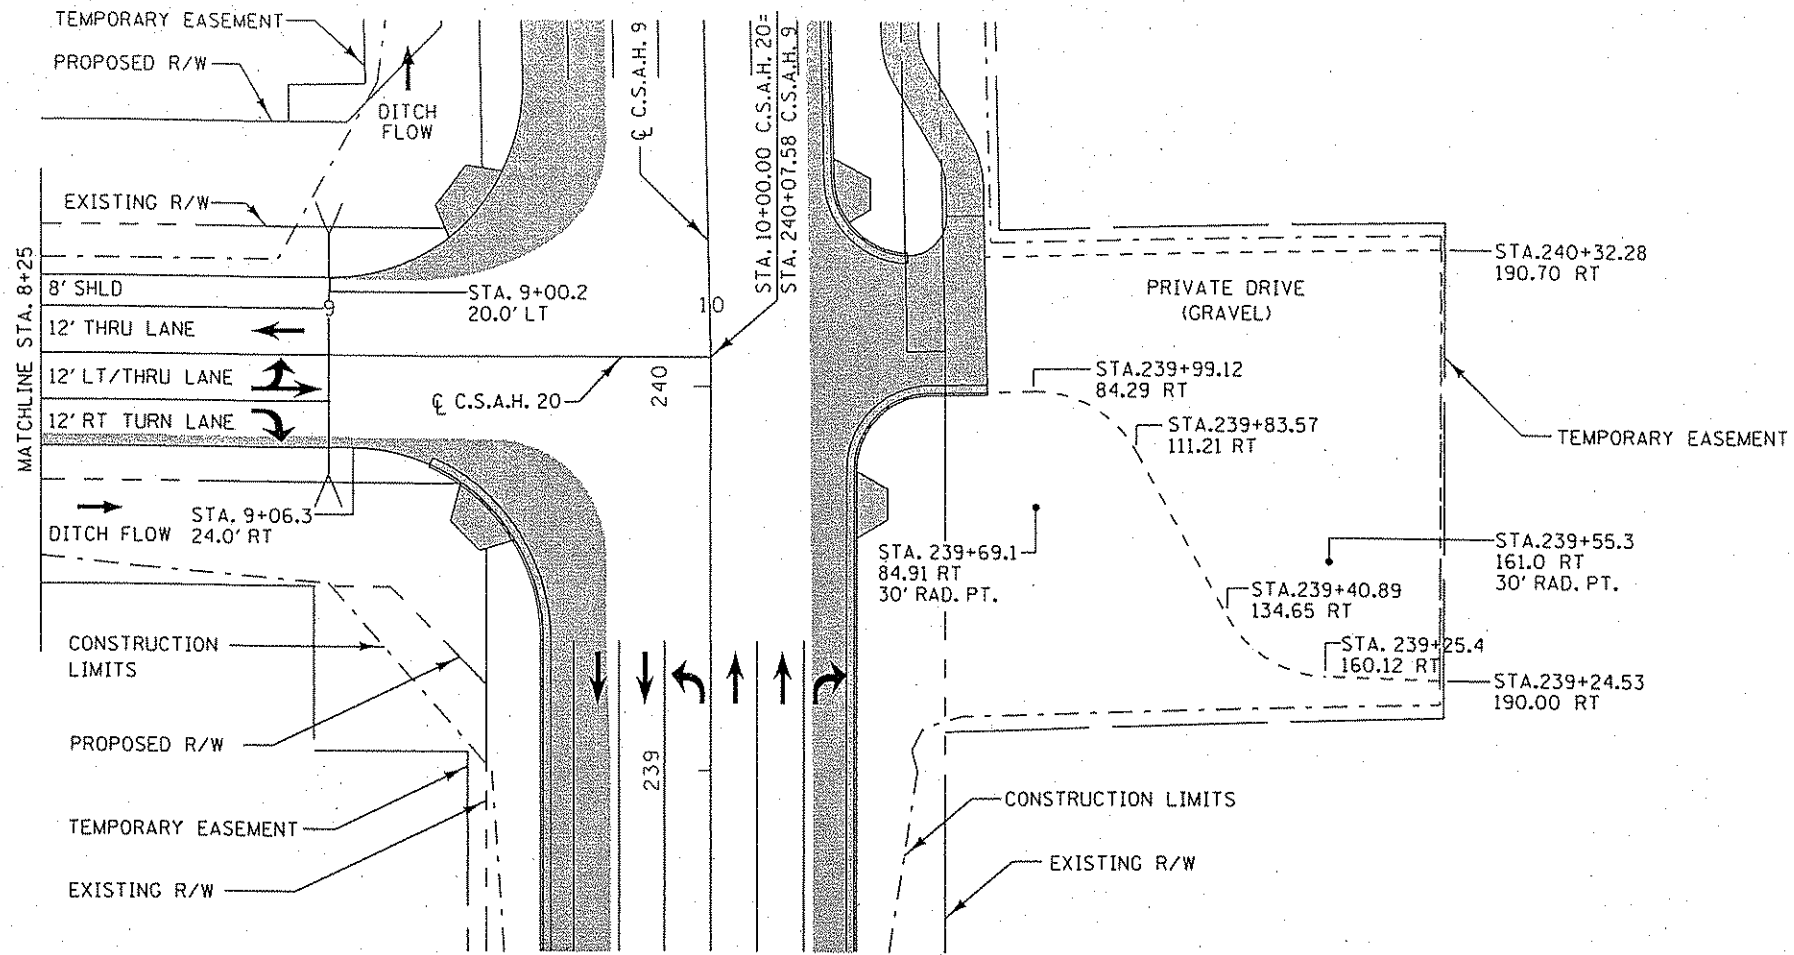 TEMPORARY EASEMENT
PROPOSED R/W
DITCH
FLOW
℄ C.S.A.H. 9
STA. 10+00.00 C.S.A.H. 20=
STA. 240+07.58 C.S.A.H. 9
EXISTING R/W
MATCHLINE STA. 8+25
8' SHLD
9
STA. 9+00.2
20.0' LT
10
12' THRU LANE
12' LT/THRU LANE
12' RT TURN LANE
℄ C.S.A.H. 20
240
STA.240+32.28
190.70 RT
PRIVATE DRIVE
(GRAVEL)
STA.239+99.12
84.29 RT
STA.239+83.57
111.21 RT
TEMPORARY EASEMENT
DITCH FLOW
STA. 9+06.3
24.0' RT
STA. 239+69.1
84.91 RT
30' RAD. PT.
STA.239+55.3
161.0 RT
30' RAD. PT.
STA.239+40.89
134.65 RT
STA. 239+25.4
160.12 RT
STA.239+24.53
190.00 RT
CONSTRUCTION
LIMITS
PROPOSED R/W
239
TEMPORARY EASEMENT
EXISTING R/W
CONSTRUCTION LIMITS
EXISTING R/W